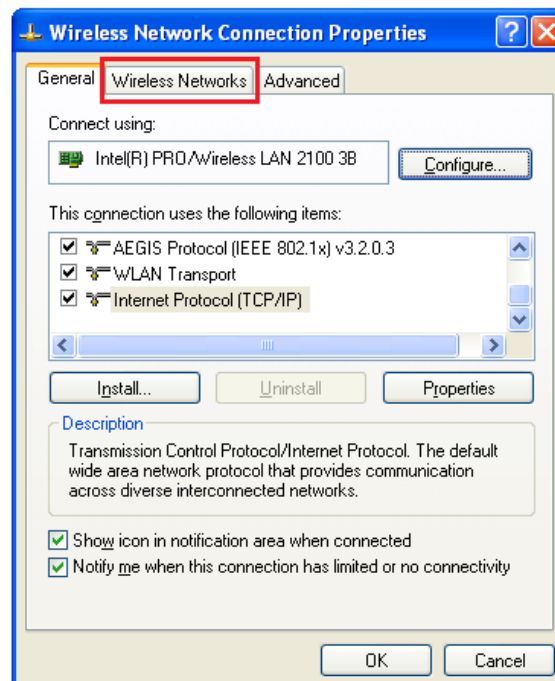 Wireless Network Connection Properties
?
General
Wireless Networks
Advanced
Connect using:
Intel(R) PRO/Wireless LAN 2100 3B
Configure...
This connection uses the following items:
AEGIS Protocol (IEEE 802.1x) v3.2.0.3
WLAN Transport
Internet Protocol (TCP/IP)
Install...
Uninstall
Properties
Description
Transmission Control Protocol/Internet Protocol. The default
wide area network protocol that provides communication
across diverse interconnected networks.
Show icon in notification area when connected
Notify me when this connection has limited or no connectivity
OK
Cancel